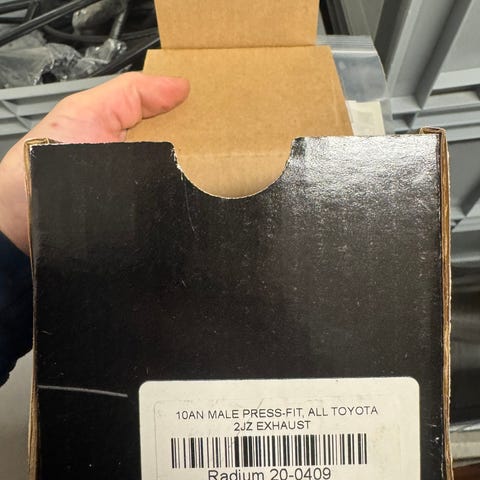 10AN MALE PRESS-FIT, ALL TOYOTA
2JZ EXHAUST
Radium 20-0409